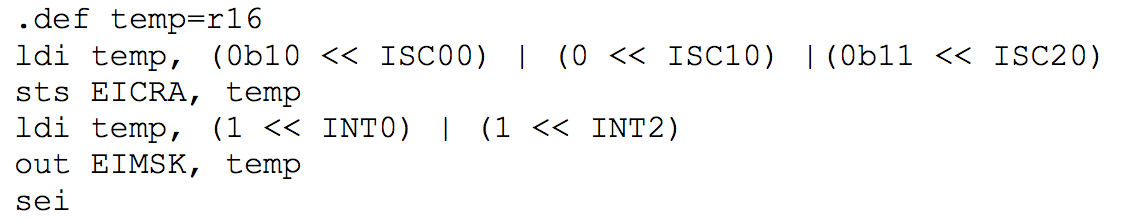 .def temp=r16
ldi temp, (0b10 << ISC00) | (0 << ISC10) |(0b11 << ISC20)
sts EICRA, temp
ldi temp, (1 << INT0) | (1 << INT2)
out EIMSK, temp
sei